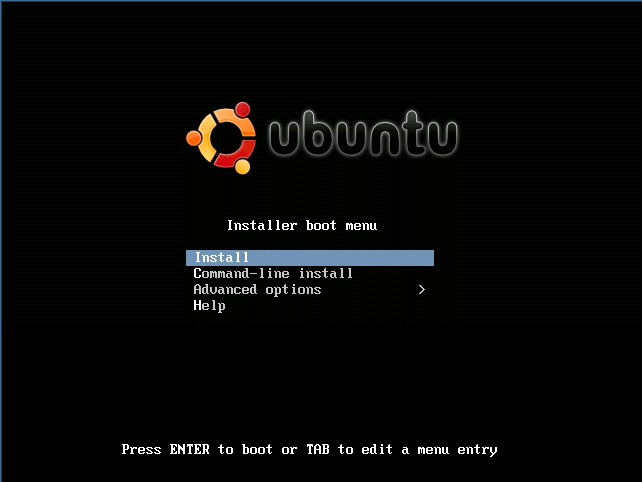 ubuntu
Installer boot menu
Install
Command-line install
Advanced options >
Help
Press ENTER to boot or TAB to edit a menu entry